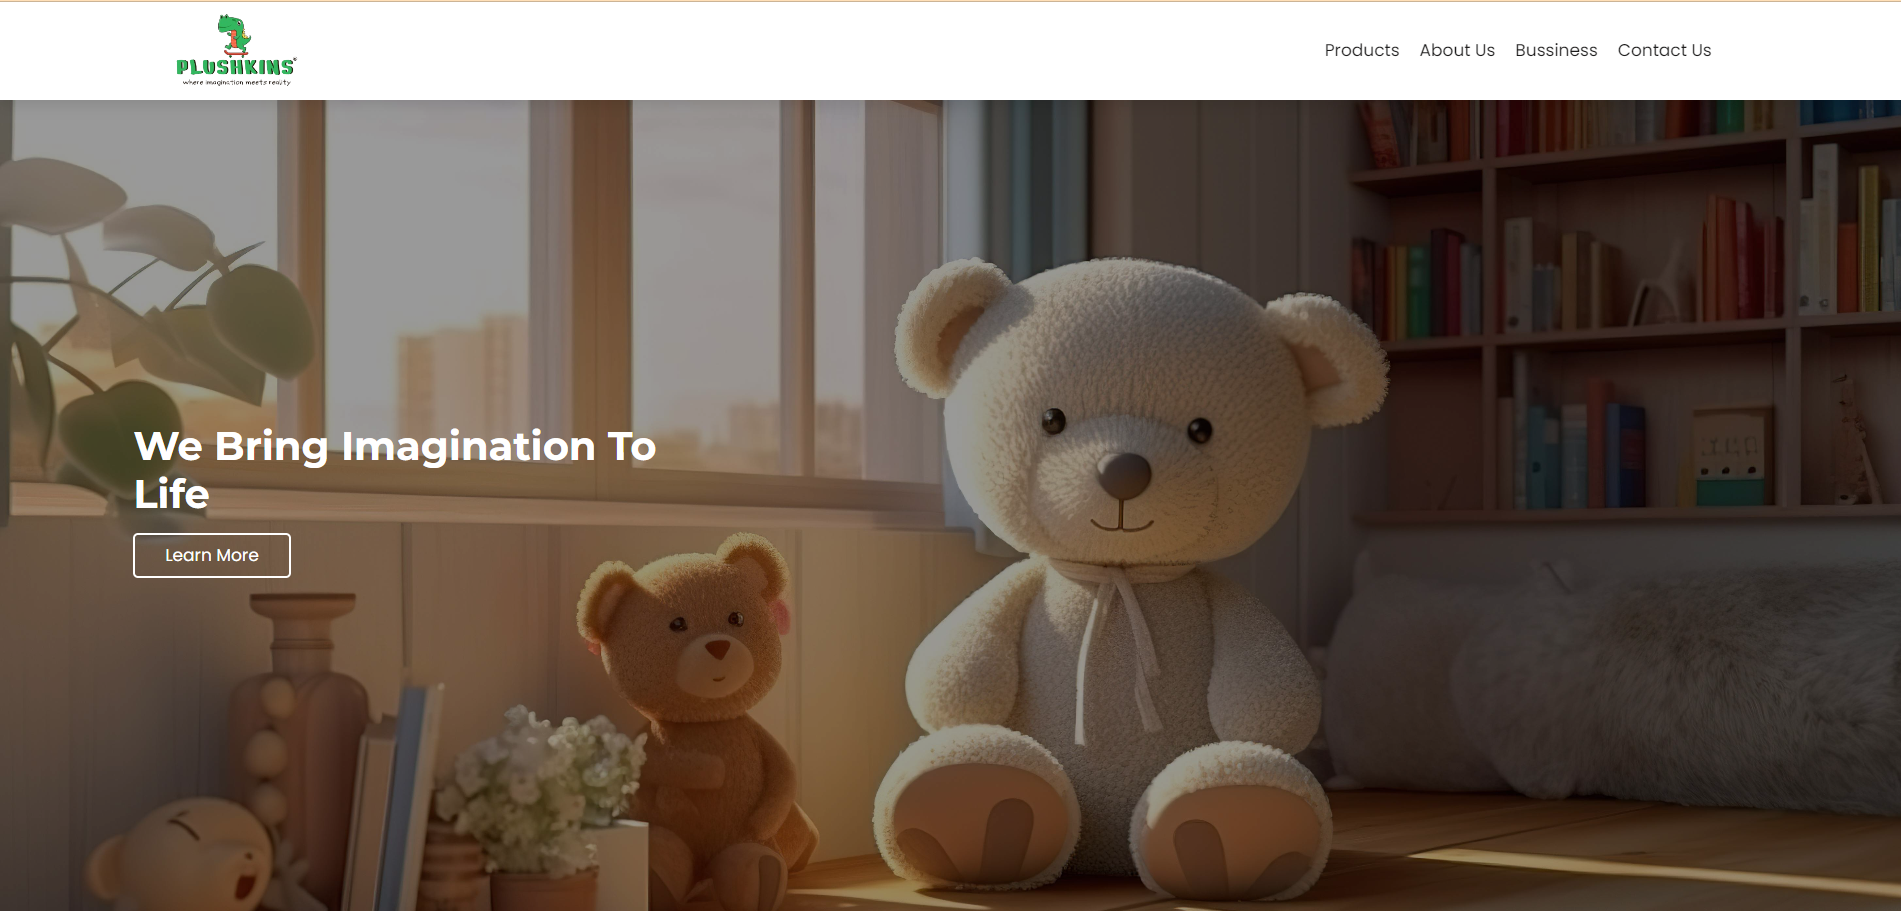 PLUSHKINS
where imagination meets reality
Products About Us Bussiness Contact Us
We Bring Imagination To
Life
Learn More